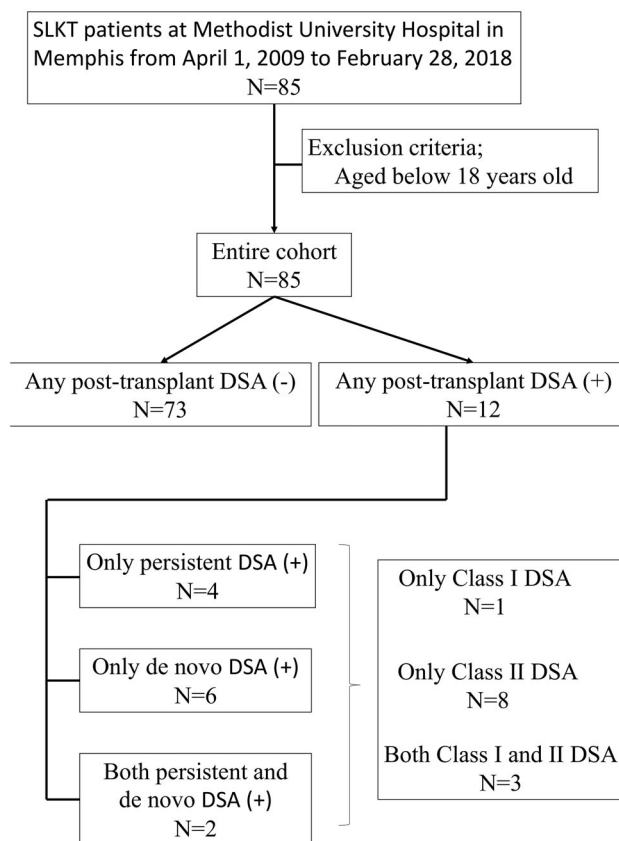 SLKT patients at Methodist University Hospital in
Memphis from April 1, 2009 to February 28, 2018
N=85
Exclusion criteria;
Aged below 18 years old
Entire cohort
N=85
Any post-transplant DSA (-)
N=73
Any post-transplant DSA (+)
N=12
Only persistent DSA (+)
N=4
Only de novo DSA (+)
N=6
Both persistent and
de novo DSA (+)
N=2
Only Class I DSA
N=1
Only Class II DSA
N=8
Both Class I and II DSA
N=3